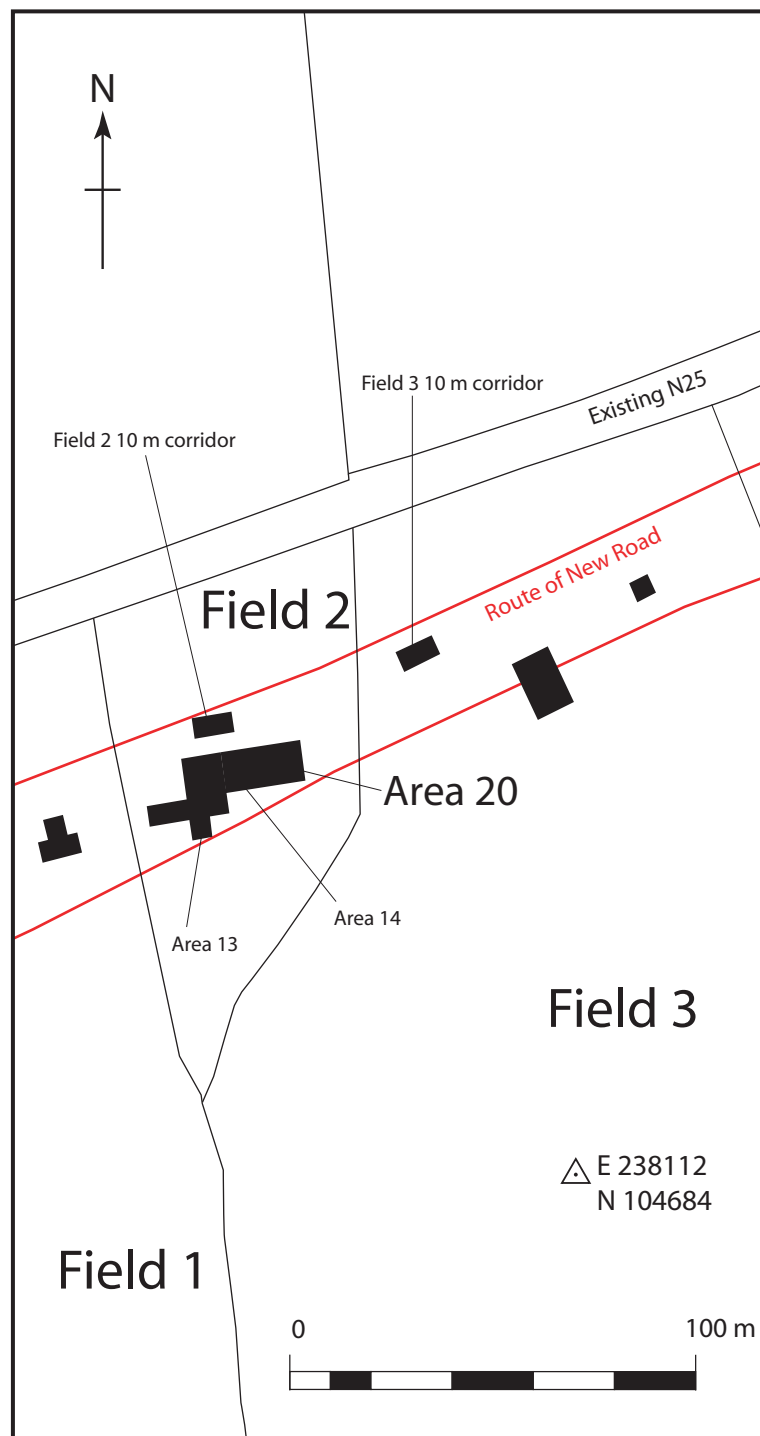 N
Field 3 10 m corridor
Existing N25
Field 2 10 m corridor
Route of New Road
Field 2
Area 20
Area 14
Area 13
Field 3
E 238112
N 104684
Field 1
0
100 m